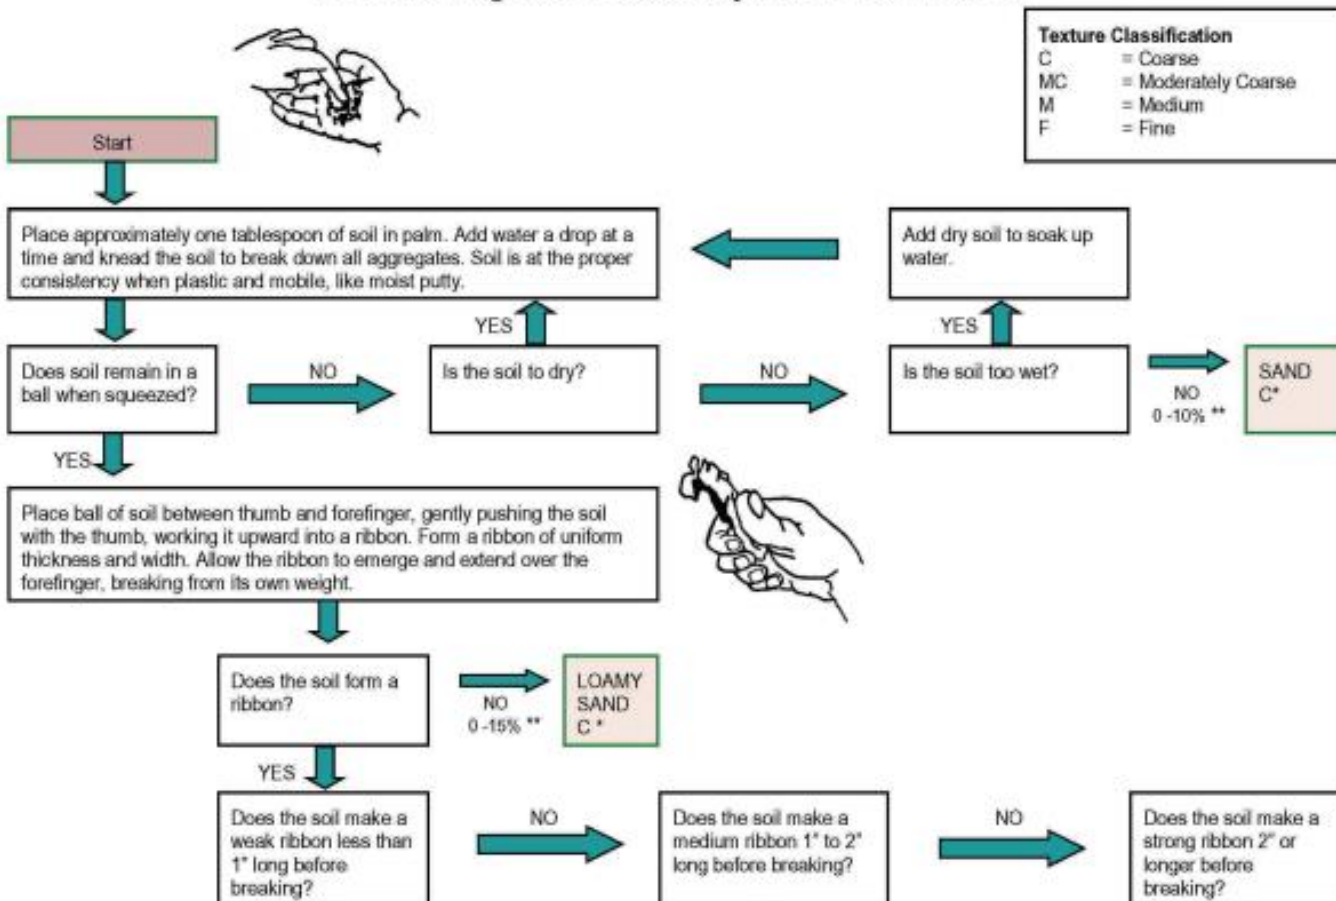 Texture Classification
C = Coarse
MC = Moderately Coarse
M = Medium
F = Fine
Start
Place approximately one tablespoon of soil in palm. Add water a drop at a
time and knead the soil to break down all aggregates. Soil is at the proper
consistency when plastic and mobile, like moist putty.
Add dry soil to soak up
water.
YES
YES
Does soil remain in a
ball when squeezed?
NO
Is the soil to dry?
NO
Is the soil too wet?
NO
0 -10% **
SAND
C*
YES
Place ball of soil between thumb and forefinger, gently pushing the soil
with the thumb, working it upward into a ribbon. Form a ribbon of uniform
thickness and width. Allow the ribbon to emerge and extend over the
forefinger, breaking from its own weight.
Does the soil form a
ribbon?
NO
0 -15% **
LOAMY
SAND
C *
YES
Does the soil make a
weak ribbon less than
1" long before
breaking?
NO
Does the soil make a
medium ribbon 1" to 2"
long before breaking?
NO
Does the soil make a
strong ribbon 2" or
longer before
breaking?